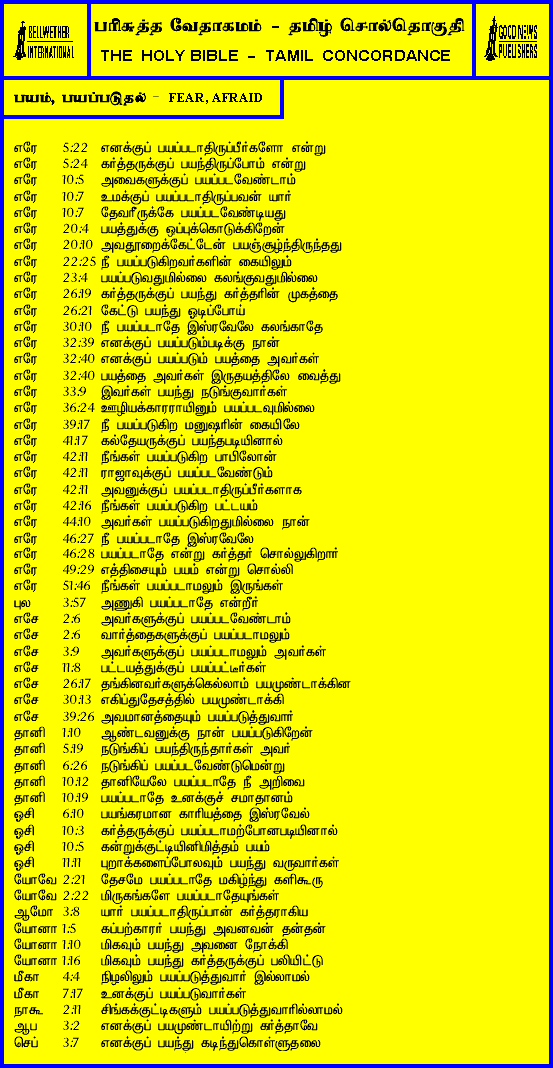 BELLWETHER
INTERNATIONAL
பரிசுத்த வேதாகமம் - தமிழ் சொல்தொகுதி
THE HOLY BIBLE - TAMIL CONCORDANCE
GOOD NEWS
PUBLISHERS
பயம், பயப்படுதல் - FEAR, AFRAID
எரே 5:22 எனக்குப் பயப்படாதிருப்பீர்களோ என்று
எரே 5:24 கர்த்தருக்குப் பயந்திருப்போம் என்று
எரே 10:5 அவைகளுக்குப் பயப்படவேண்டாம்
எரே 10:7 உமக்குப் பயப்படாதிருப்பவன் யார்
எரே 10:7 தேவரீருக்கே பயப்படவேண்டியது
எரே 20:4 பயத்துக்கு ஒப்புக்கொடுக்கிறேன்
எரே 20:10 அவதூறைக்கேட்டேன் பயஞ்சூழ்ந்திருந்தது
எரே 22:25 நீ பயப்படுகிறவர்களின் கையிலும்
எரே 23:4 பயப்படுவதுமில்லை கலங்குவதுமில்லை
எரே 26:19 கர்த்தருக்குப் பயந்து கர்த்தரின் முகத்தை
எரே 26:21 கேட்டு பயந்து ஓடிப்போய்
எரே 30:10 நீ பயப்படாதே இஸ்ரவேலே கலங்காதே
எரே 32:39 எனக்குப் பயப்படும்படிக்கு நான்
எரே 32:40 எனக்குப் பயப்படும் பயத்தை அவர்கள்
எரே 32:40 பயத்தை அவர்கள் இருதயத்திலே வைத்து
எரே 33:9 இவர்கள் பயந்து நடுங்குவார்கள்
எரே 36:24 ஊழியக்காரராயினும் பயப்படவுமில்லை
எரே 39:17 நீ பயப்படுகிற மனுஷரின் கையிலே
எரே 41:17 கல்தேயருக்குப் பயந்தபடியினால்
எரே 42:11 நீங்கள் பயப்படுகிற பாபிலோன்
எரே 42:11 ராஜாவுக்குப் பயப்படவேண்டும்
எரே 42:11 அவனுக்குப் பயப்படாதிருப்பீர்களாக
எரே 42:16 நீங்கள் பயப்படுகிற பட்டயம்
எரே 44:10 அவர்கள் பயப்படுகிறதுமில்லை நான்
எரே 46:27 நீ பயப்படாதே இஸ்ரவேலே
எரே 46:28 பயப்படாதே என்று கர்த்தர் சொல்லுகிறார்
எரே 49:29 எத்திசையும் பயம் என்று சொல்லி
எரே 51:46 நீங்கள் பயப்படாமலும் இருங்கள்
புல 3:57 அணுகி பயப்படாதே என்றீர்
எசே 2:6 அவர்களுக்குப் பயப்படவேண்டாம்
எசே 2:6 வார்த்தைகளுக்குப் பயப்படாமலும்
எசே 3:9 அவர்களுக்குப் பயப்படாமலும் அவர்கள்
எசே 11:8 பட்டயத்துக்குப் பயப்பட்டீர்கள்
எசே 26:17 தங்கினவர்களுக்கெல்லாம் பயமுண்டாக்கின
எசே 30:13 எகிப்துதேசத்தில் பயமுண்டாக்கி
எசே 39:26 அவமானத்தையும் பயப்படுத்துவார்
தானி 1:10 ஆண்டவனுக்கு நான் பயப்படுகிறேன்
தானி 5:19 நடுங்கிப் பயந்திருந்தார்கள் அவர்
தானி 6:26 நடுங்கிப் பயப்படவேண்டுமென்று
தானி 10:12 தானியேலே பயப்படாதே நீ அறிவை
தானி 10:19 பயப்படாதே உனக்குச் சமாதானம்
ஓசி 6:10 பயங்கரமான காரியத்தை இஸ்ரவேல்
ஓசி 10:3 கர்த்தருக்குப் பயப்படாமற்போனபடியினால்
ஓசி 10:5 கன்றுக்குட்டியினிமித்தம் பயம்
ஓசி 11:11 புறாக்களைப்போலவும் பயந்து வருவார்கள்
யோவே 2:21 தேசமே பயப்படாதே மகிழ்ந்து களிகூரு
யோவே 2:22 மிருகங்களே பயப்படாதேயுங்கள்
ஆமோ 3:8 யார் பயப்படாதிருப்பான் கர்த்தராகிய
யோனா 1:5 கப்பற்காரர் பயந்து அவனவன் தன்தன்
யோனா 1:10 மிகவும் பயந்து அவனை நோக்கி
யோனா 1:16 மிகவும் பயந்து கர்த்தருக்குப் பலியிட்டு
மீகா 4:4 நிழலிலும் பயப்படுத்துவார் இல்லாமல்
மீகா 7:17 உனக்குப் பயப்படுவார்கள்
நாகூ 2:11 சிங்கக்குட்டிகளும் பயப்படுத்துவாரில்லாமல்
ஆப 3:2 எனக்குப் பயமுண்டாயிற்று கர்த்தாவே
செப் 3:7 எனக்குப் பயந்து கடிந்துகொள்ளுதலை